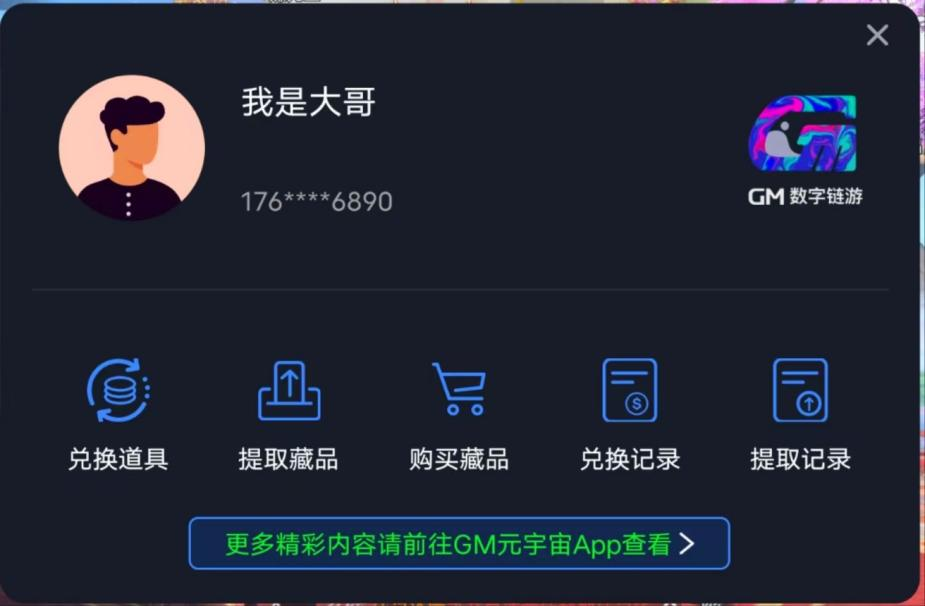 我是大哥
176****6890
GM 数字链游
兑换道具
提取藏品
购买藏品
兑换记录
提取记录
更多精彩内容请前往GM元宇宙App查看